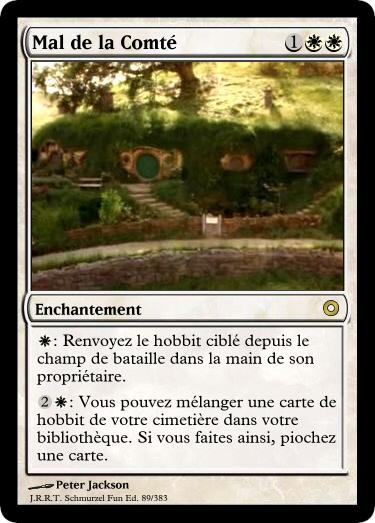 Mal de la Comté 1
Enchantement
: Renvoyez le hobbit ciblé depuis le
champ de bataille dans la main de son
propriétaire.
2 : Vous pouvez mélanger une carte de
hobbit de votre cimetière dans votre
bibliothèque. Si vous faites ainsi, piochez
une carte.
Peter Jackson
J.R.R.T. Schmurzel Fun Ed. 89/383